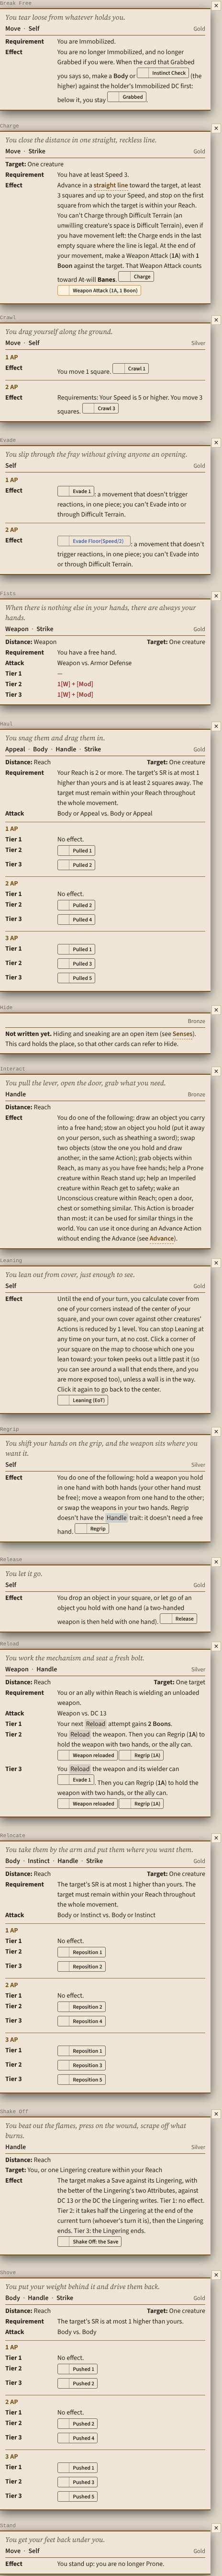 Break Free
You tear loose from whatever holds you.
Move · Self Gold
Requirement You are Immobilized.
Effect You are no longer Immobilized, and no longer
Grabbed if you were. When the card that Grabbed
you says so, make a Body or Instinct Check (the
higher) against the holder's Immobilized DC first:
below it, you stay Grabbed.
Charge
You close the distance in one straight, reckless line.
Move · Strike Gold
Target: One creature
Requirement You have at least Speed 3.
Effect Advance in a straight line toward the target, at least
3 squares and up to your Speed, and stop on the first
square from which the target is within your Reach.
You can't Charge through Difficult Terrain (an
unwilling creature's space is Difficult Terrain), even if
you have movement left: the Charge ends in the last
empty square where the line is legal. At the end of
your movement, make a Weapon Attack (1A) with 1
Boon against the target. That Weapon Attack counts
toward At-will Banes. Charge
Weapon Attack (1A, 1 Boon)
Crawl
You drag yourself along the ground.
Move · Self Silver
1 AP
Effect You move 1 square. Crawl 1
2 AP
Effect Requirements: Your Speed is 5 or higher. You move 3
squares. Crawl 3
Evade
You slip through the fray without giving anyone an opening.
Self Gold
1 AP
Effect Evade 1 : a movement that doesn't trigger
reactions, in one piece; you can't Evade into or
through Difficult Terrain.
2 AP
Effect Evade Floor(Speed/2) : a movement that doesn't
trigger reactions, in one piece; you can't Evade into
or through Difficult Terrain.
Fists
When there is nothing else in your hands, there are always your
hands.
Weapon · Strike Gold
Distance: Weapon Target: One creature
Requirement You have a free hand.
Attack Weapon vs. Armor Defense
Tier 1 —
Tier 2 1[W] + [Mod]
Tier 3 1[W] + [Mod]
Haul
You snag them and drag them in.
Appeal · Body · Handle · Strike Gold
Distance: Reach Target: One creature
Requirement Your Reach is 2 or more. The target's SR is at most 1
higher than yours and is at least 2 squares away. The
target must remain within your Reach throughout
the whole movement.
Attack Body or Appeal vs. Body or Appeal
1 AP
Tier 1 No effect.
Tier 2 Pulled 1
Tier 3 Pulled 2
2 AP
Tier 1 No effect.
Tier 2 Pulled 2
Tier 3 Pulled 4
3 AP
Tier 1 Pulled 1
Tier 2 Pulled 3
Tier 3 Pulled 5
Hide
Bronze
Not written yet. Hiding and sneaking are an open item (see Senses).
This card holds the place, so that other cards can refer to Hide.
Interact
You pull the lever, open the door, grab what you need.
Handle Bronze
Distance: Reach
Effect You do one of the following: draw an object you carry
into a free hand; stow an object you hold (put it away
on your person, such as sheathing a sword); swap
two objects (stow the one you hold and draw
another, in the same Action); grab objects within
Reach, as many as you have free hands; help a Prone
creature within Reach stand up; help an imperiled
creature within Reach get to safety; wake an
Unconscious creature within Reach; open a door,
chest or something similar. This Action is broader
than most: it can be used for similar things in the
world. You can use it once during an Advance Action
without ending the Advance (see Advance).
Leaning
You lean out from cover, just enough to see.
Self Gold
Effect Until the end of your turn, you calculate cover from
one of your corners instead of the center of your
square, and your own cover against other creatures'
Actions is reduced by 1 level. You can stop Leaning at
any time on your turn, at no cost. Click a corner of
your square on the map to choose which one you
lean toward; your token peeks out a little past it (so
you can see around a wall that ends there, and you
are more exposed too), unless a wall is in the way.
Click it again to go back to the center.
Leaning (EoT)
Regrip
You shift your hands on the grip, and the weapon sits where you
want it.
Self Silver
Effect You do one of the following: hold a weapon you hold
in one hand with both hands (your other hand must
be free); move a weapon from one hand to the other;
or swap the weapons in your two hands. Regrip
doesn't have the Handle trait: it doesn't need a free
hand. Regrip
Release
You let it go.
Self Gold
Effect You drop an object in your square, or let go of an
object you hold with one hand (a two-handed
weapon is then held with one hand). Release
Reload
You work the mechanism and seat a fresh bolt.
Weapon · Handle Silver
Distance: Reach Target: One target
Requirement You or an ally within Reach is wielding an unloaded
weapon.
Attack Weapon vs. DC 13
Tier 1 Your next Reload attempt gains 2 Boons.
Tier 2 You Reload the weapon. Then you can Regrip (1A) to
hold the weapon with two hands, or the ally can.
Weapon reloaded Regrip (1A)
Tier 3 You Reload the weapon and its wielder can
Evade 1. Then you can Regrip (1A) to hold the
weapon with two hands, or the ally can.
Weapon reloaded Regrip (1A)
Relocate
You take them by the arm and put them where you want them.
Body · Instinct · Handle · Strike Gold
Distance: Reach Target: One creature
Requirement The target's SR is at most 1 higher than yours. The
target must remain within your Reach throughout
the whole movement.
Attack Body or Instinct vs. Body or Instinct
1 AP
Tier 1 No effect.
Tier 2 Reposition 1
Tier 3 Reposition 2
2 AP
Tier 1 No effect.
Tier 2 Reposition 2
Tier 3 Reposition 4
3 AP
Tier 1 Reposition 1
Tier 2 Reposition 3
Tier 3 Reposition 5
Shake Off
You beat out the flames, press on the wound, scrape off what
burns.
Handle Silver
Distance: Reach
Target: You, or one Lingering creature within your Reach
Effect The target makes a Save against its Lingering, with
the better of the Lingering's two Attributes, against
DC 13 or the DC the Lingering writes. Tier 1: no effect.
Tier 2: it takes half the Lingering at the end of the
current turn (whoever's turn it is), then the Lingering
ends. Tier 3: the Lingering ends.
Shake Off: the Save
Shove
You put your weight behind it and drive them back.
Body · Handle · Strike Gold
Distance: Reach Target: One creature
Requirement The target's SR is at most 1 higher than yours.
Attack Body vs. Body
1 AP
Tier 1 No effect.
Tier 2 Pushed 1
Tier 3 Pushed 2
2 AP
Tier 1 No effect.
Tier 2 Pushed 2
Tier 3 Pushed 4
3 AP
Tier 1 Pushed 1
Tier 2 Pushed 3
Tier 3 Pushed 5
Stand
You get your feet back under you.
Move · Self Gold
Effect You stand up: you are no longer Prone.